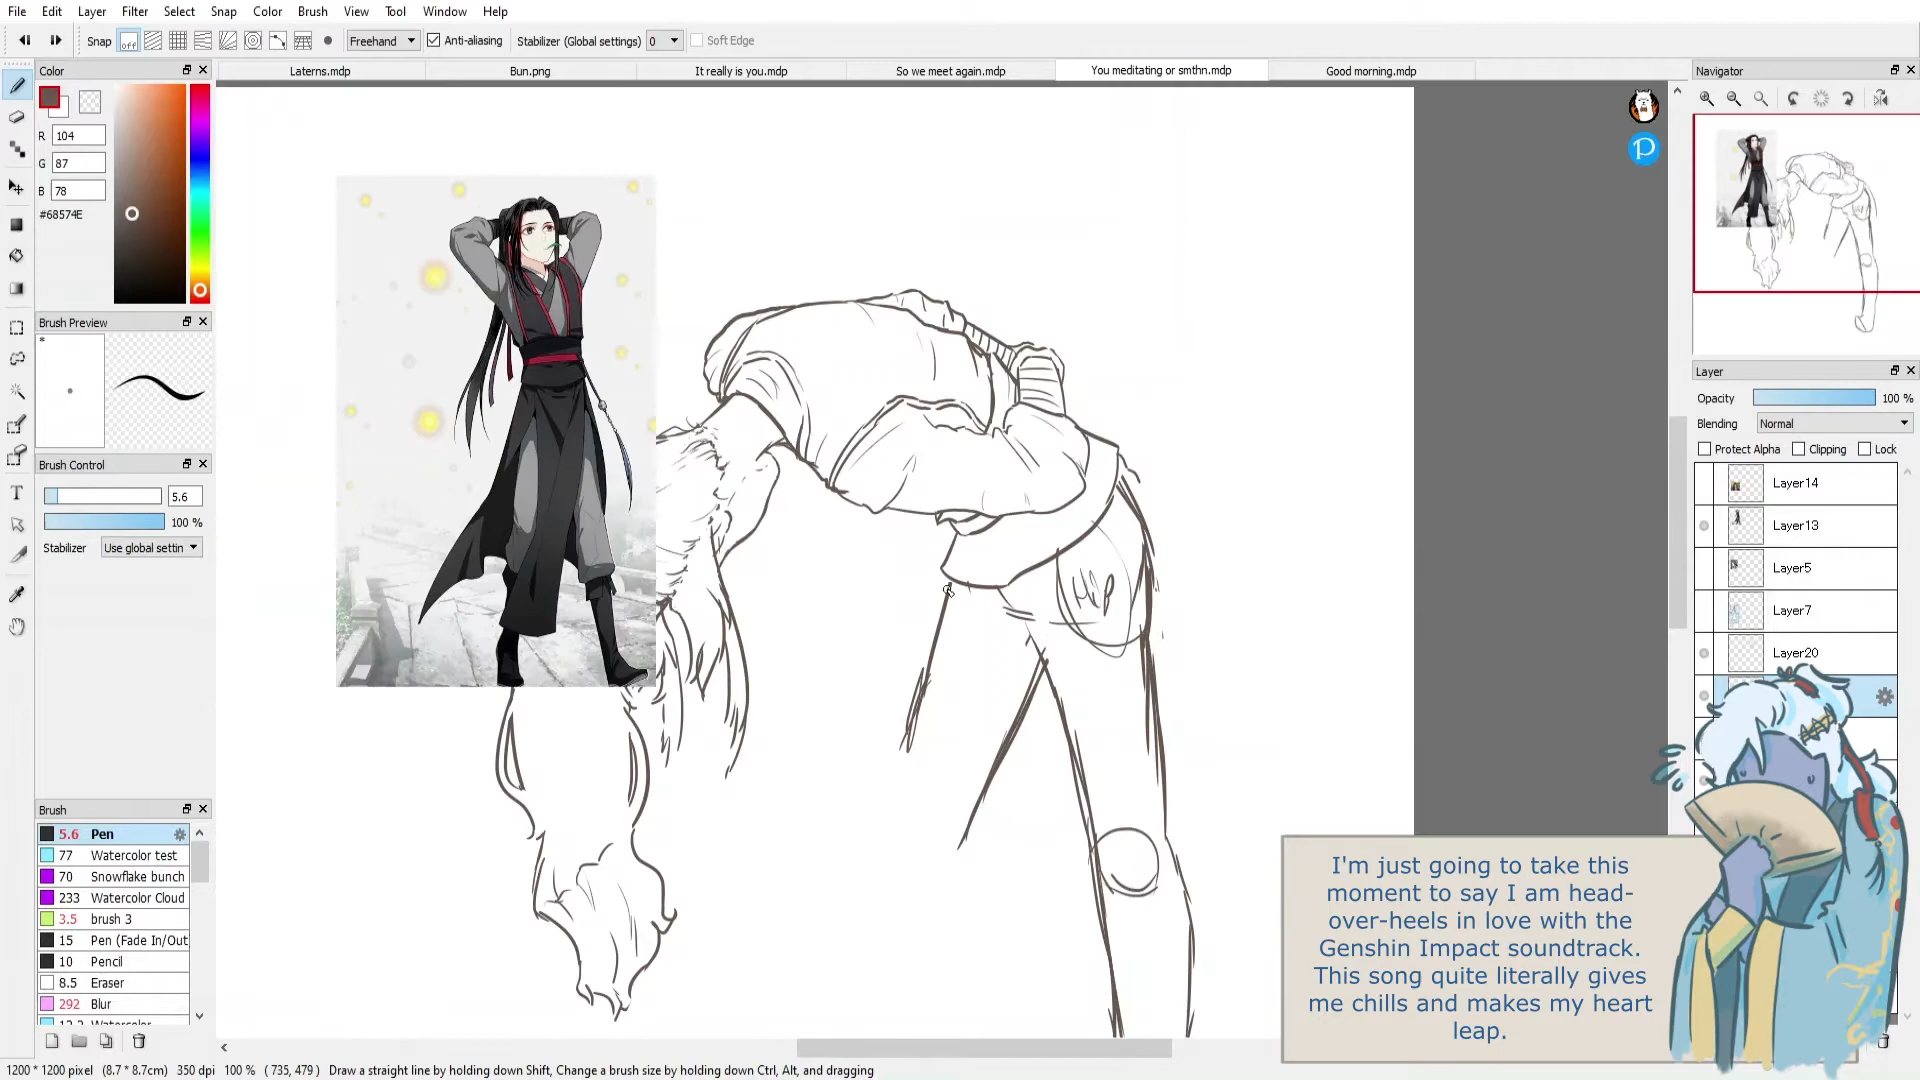 File Edit Layer Filter Select Snap Color Brush View Tool Window Help
Snap off Freehand Anti-aliasing Stabilizer (Global settings) 0 Soft Edge
Color
Laterns.mdp Bun.png It really is you.mdp So we meet again.mdp You meditating or smthn.mdp Good morning.mdp
Navigator
R 104
G 87
B 78
#68574E
Brush Preview
*
Layer
Opacity 100 %
Blending Normal
Protect Alpha Clipping Lock
Layer14
Layer13
Layer5
Layer7
Layer20
Brush Control
5.6
100 %
Stabilizer Use global settin
Brush
5.6 Pen
77 Watercolor test
70 Snowflake bunch
233 Watercolor Cloud
3.5 brush 3
15 Pen (Fade In/Out
10 Pencil
8.5 Eraser
292 Blur
12.2 Watercolor
I'm just going to take this
moment to say I am head-
over-heels in love with the
Genshin Impact soundtrack.
This song quite literally gives
me chills and makes my heart
leap.
1200 * 1200 pixel (8.7 * 8.7cm) 350 dpi 100 % ( 735, 479 ) Draw a straight line by holding down Shift, Change a brush size by holding down Ctrl, Alt, and dragging